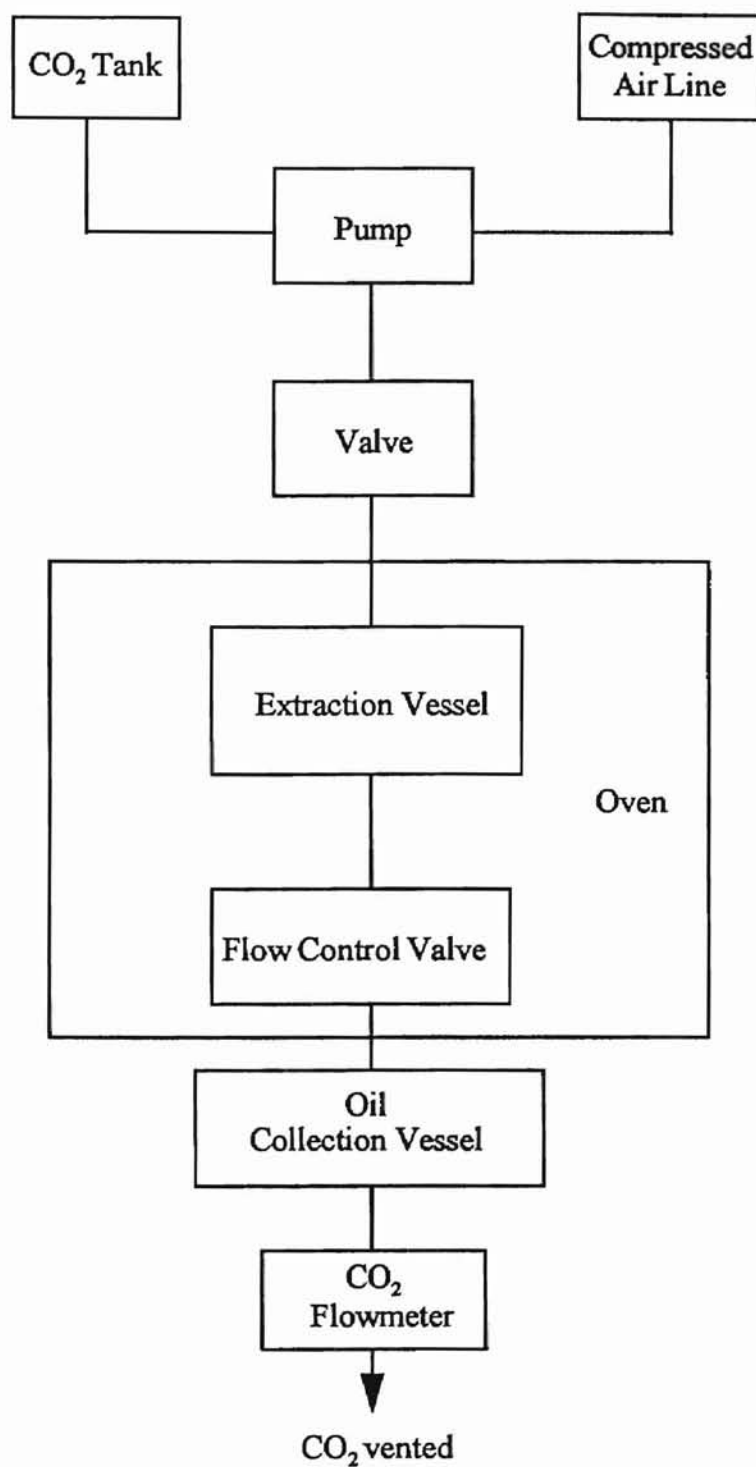 CO₂ Tank
Compressed
Air Line
Pump
Valve
Extraction Vessel
Oven
Flow Control Valve
Oil
Collection Vessel
CO₂
Flowmeter
CO₂ vented